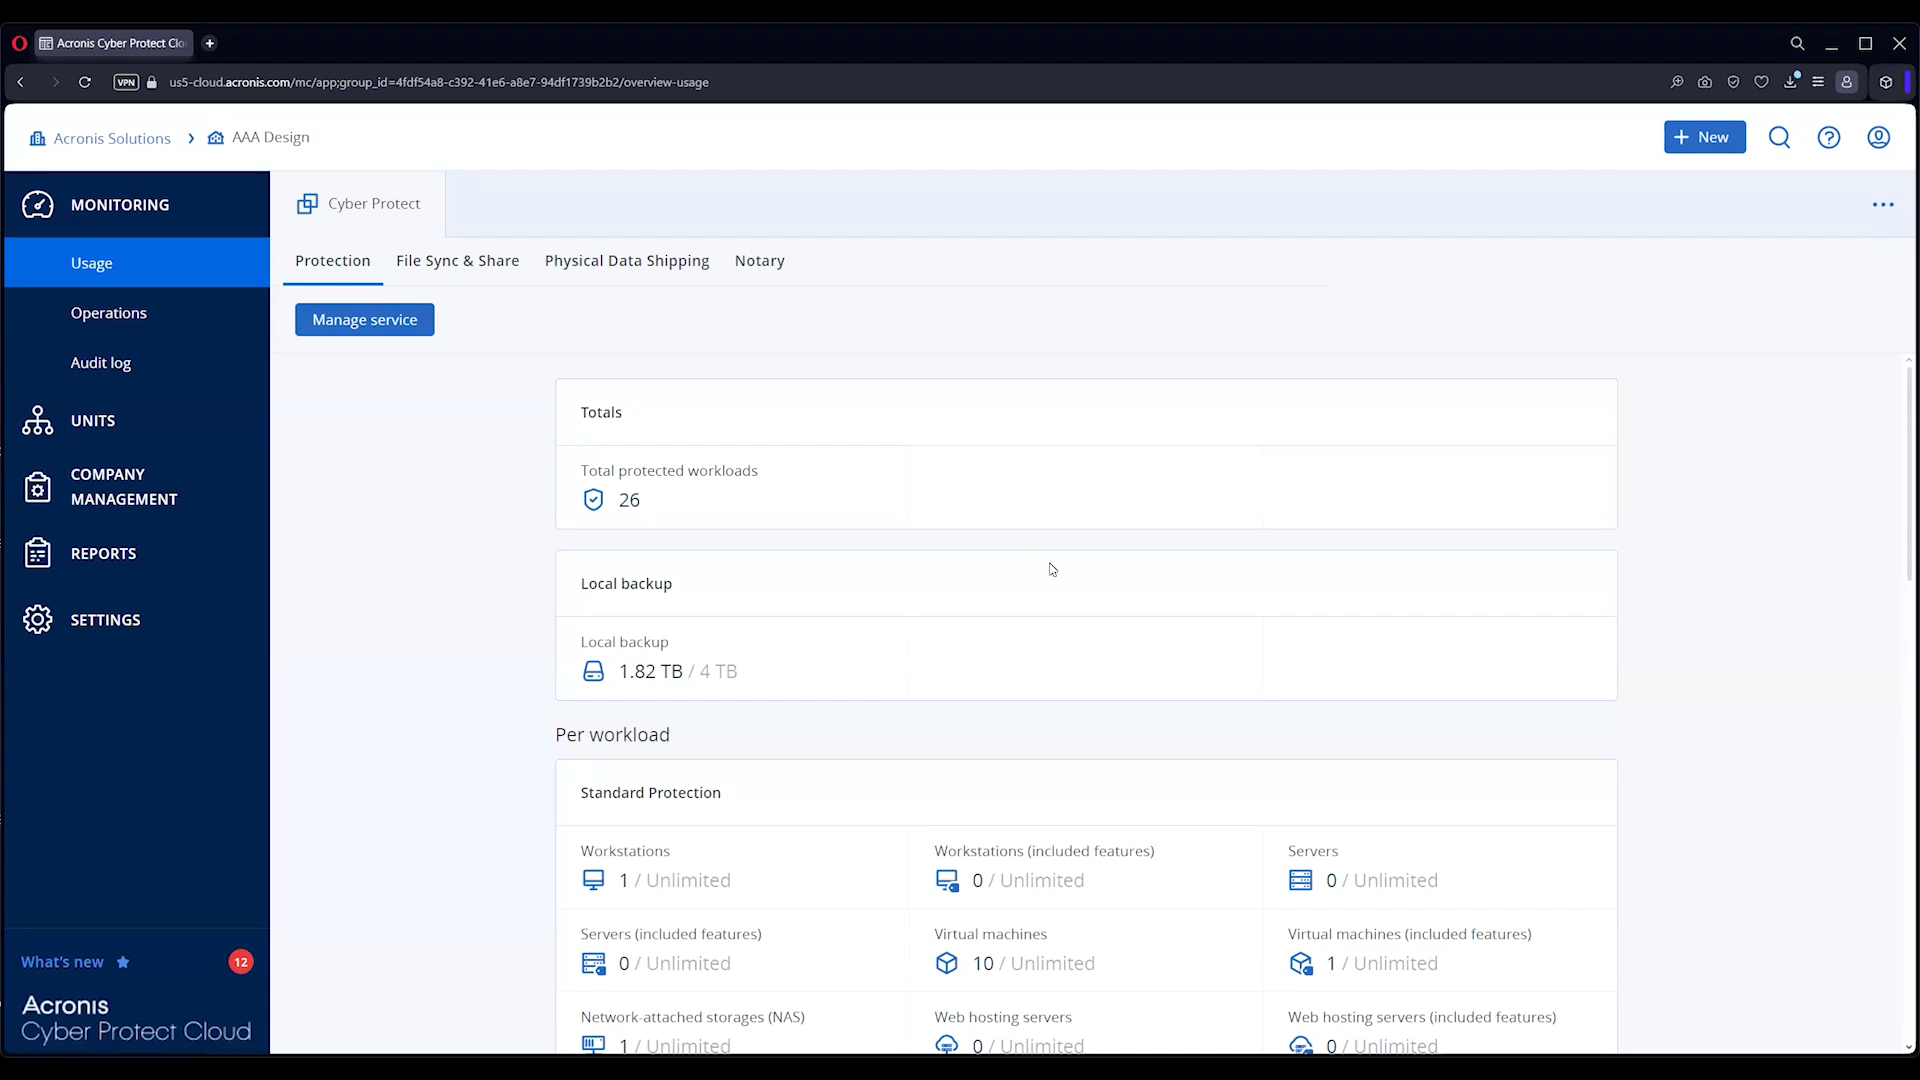 Acronis Cyber Protect Clo
VPN
us5-cloud.acronis.com/mc/app;group_id=4fdf54a8-c392-41e6-a8e7-94df1739b2b2/overview-usage
Acronis Solutions
AAA Design
New
MONITORING
Usage
Operations
Audit log
UNITS
COMPANY
MANAGEMENT
REPORTS
SETTINGS
What's new
12
Acronis
Cyber Protect Cloud
Cyber Protect
Protection
File Sync & Share
Physical Data Shipping
Notary
Manage service
Totals
Total protected workloads
26
Local backup
Local backup
1.82 TB / 4 TB
Per workload
Standard Protection
Workstations
1 / Unlimited
Workstations (included features)
0 / Unlimited
Servers
0 / Unlimited
Servers (included features)
0 / Unlimited
Virtual machines
10 / Unlimited
Virtual machines (included features)
1 / Unlimited
Network-attached storages (NAS)
1 / Unlimited
Web hosting servers
0 / Unlimited
Web hosting servers (included features)
0 / Unlimited